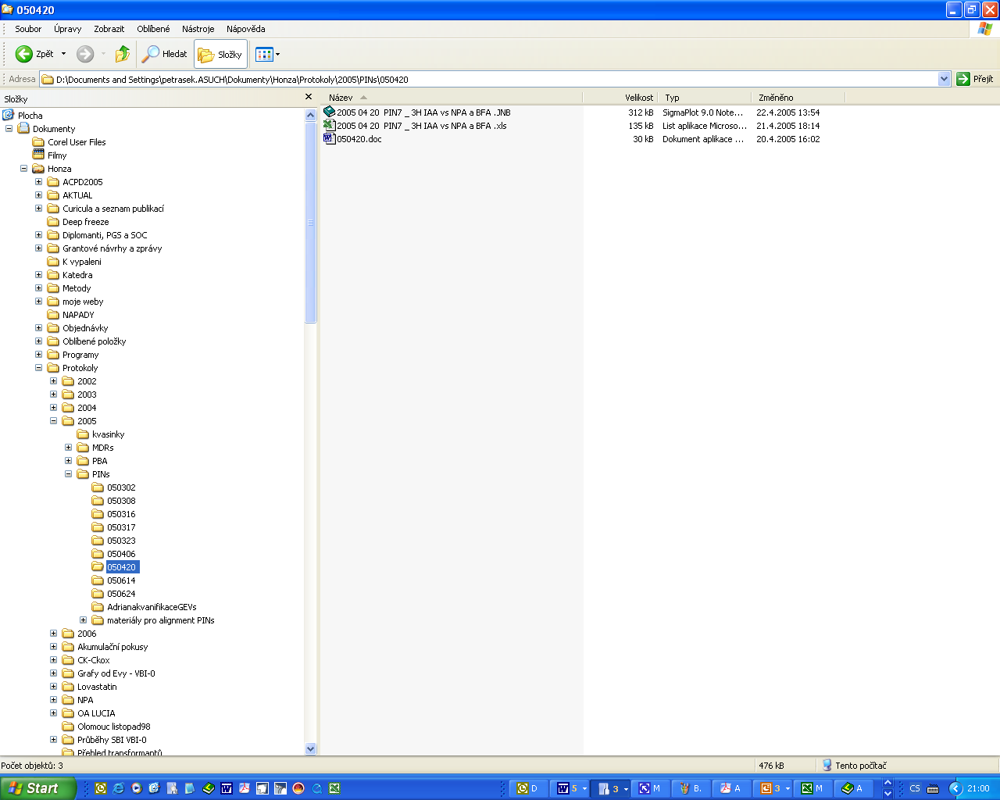 050420
Soubor Úpravy Zobrazit Oblíbené Nástroje Nápověda
Zpět Hledat Složky
Adresa D:\Documents and Settings\petrasek.ASUCH\Dokumenty\Honza\Protokoly\2005\PINs\050420 Přejít
Složky
Plocha
Dokumenty
Corel User Files
Filmy
Honza
ACPD2005
AKTUAL
Curicula a seznam publikací
Deep freeze
Diplomanti, PGS a SOC
Grantové návrhy a zprávy
K vypaleni
Katedra
Metody
moje weby
NAPADY
Objednávky
Oblíbené položky
Programy
Protokoly
2002
2003
2004
2005
kvasinky
MDRs
PBA
PINs
050302
050308
050316
050317
050323
050406
050420
050614
050624
AdrianakvanifikaceGEVs
materiály pro alignment PINs
2006
Akumulační pokusy
CK-Ckox
Grafy od Evy - VBI-0
Lovastatin
NPA
OA LUCIA
Olomouc listopad98
Průběhy SBI VBI-0
Přehled transformantů
Název Velikost Typ Změněno
2005 04 20 PIN7 _ 3H IAA vs NPA a BFA .JNB 312 kB SigmaPlot 9.0 Note... 22.4.2005 13:54
2005 04 20 PIN7 _ 3H IAA vs NPA a BFA .xls 135 kB List aplikace Microso... 21.4.2005 18:14
050420.doc 30 kB Dokument aplikace ... 20.4.2005 16:02
Počet objektů: 3 476 kB Tento počítač
Start D 5 3 M B. A 3 M A CS 21:00